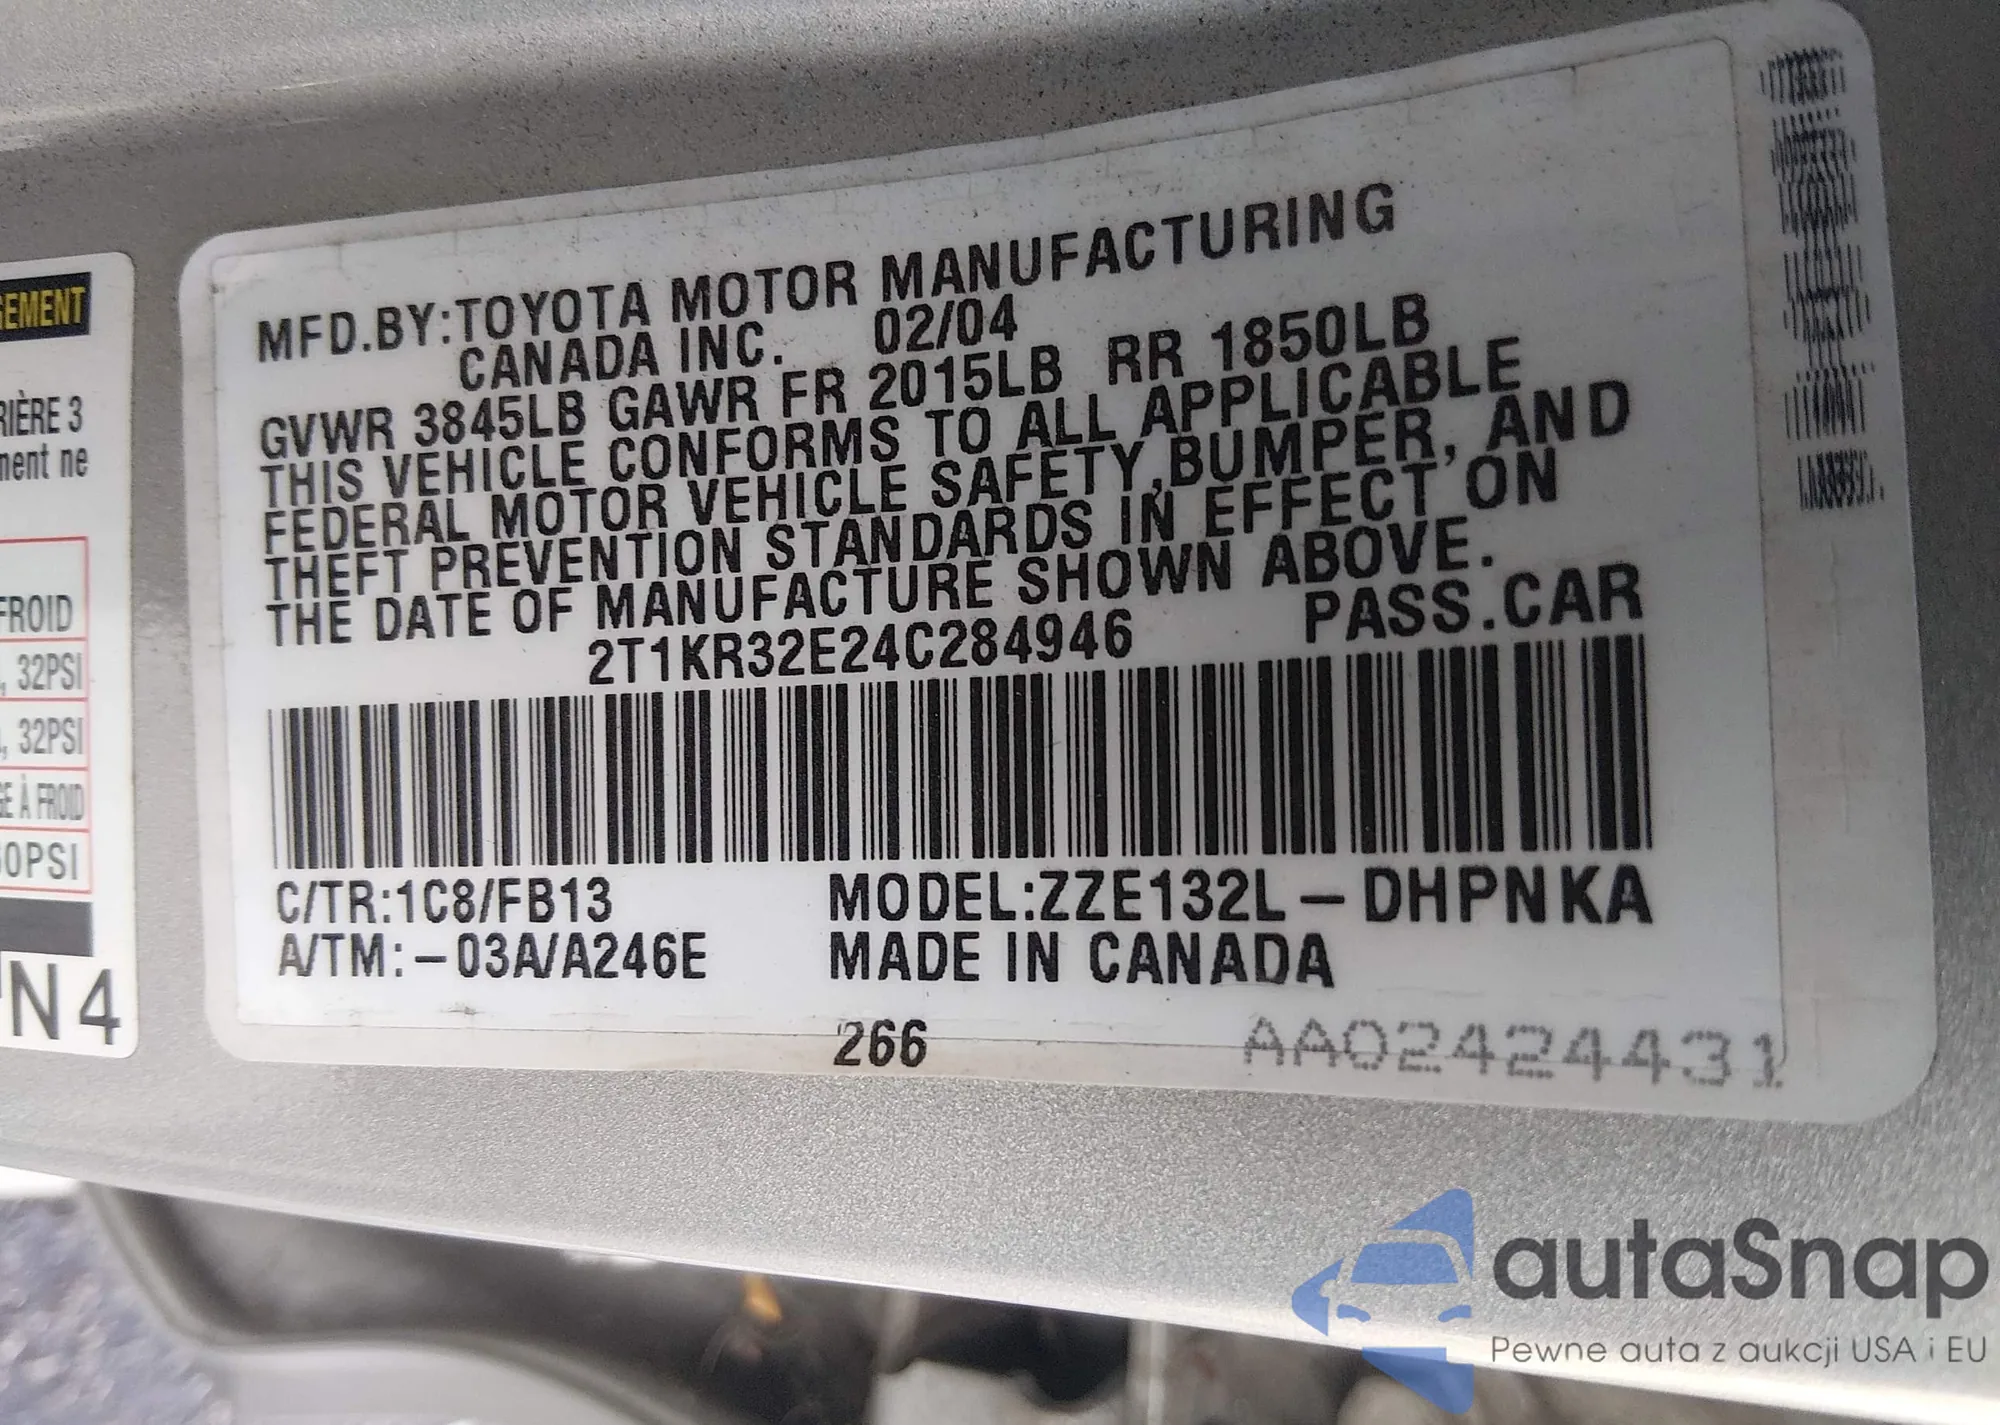 GEMENT
RIÈRE 3
ment ne
FROID
, 32PSI
, 32PSI
GE À FROID
60PSI
N4
MFD.BY:TOYOTA MOTOR MANUFACTURING
CANADA INC. 02/04
GVWR 3845LB GAWR FR 2015LB RR 1850LB
THIS VEHICLE CONFORMS TO ALL APPLICABLE
FEDERAL MOTOR VEHICLE SAFETY,BUMPER, AND
THEFT PREVENTION STANDARDS IN EFFECT ON
THE DATE OF MANUFACTURE SHOWN ABOVE.
2T1KR32E24C284946 PASS.CAR
C/TR:1C8/FB13 MODEL:ZZE132L-DHPNKA
A/TM:-03A/A246E MADE IN CANADA
266 AA02424431
autaSnap
Pewne auta z aukcji USA i EU